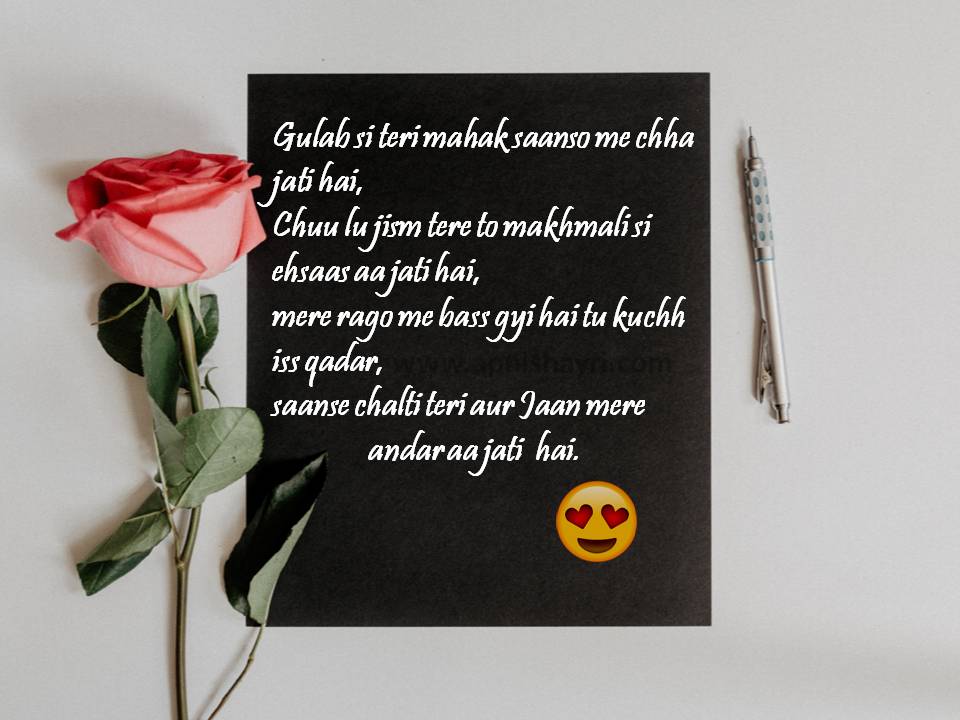 Gulab si teri mahak saanso me chha
jati hai,
Chuu lu jism tere to makhmali si
ehsaas aa jati hai,
mere rago me bass gyi hai tu kuchh
iss qadar,
www.apnishayri.com
saanse chalti teri aur Jaan mere
andar aa jati hai.